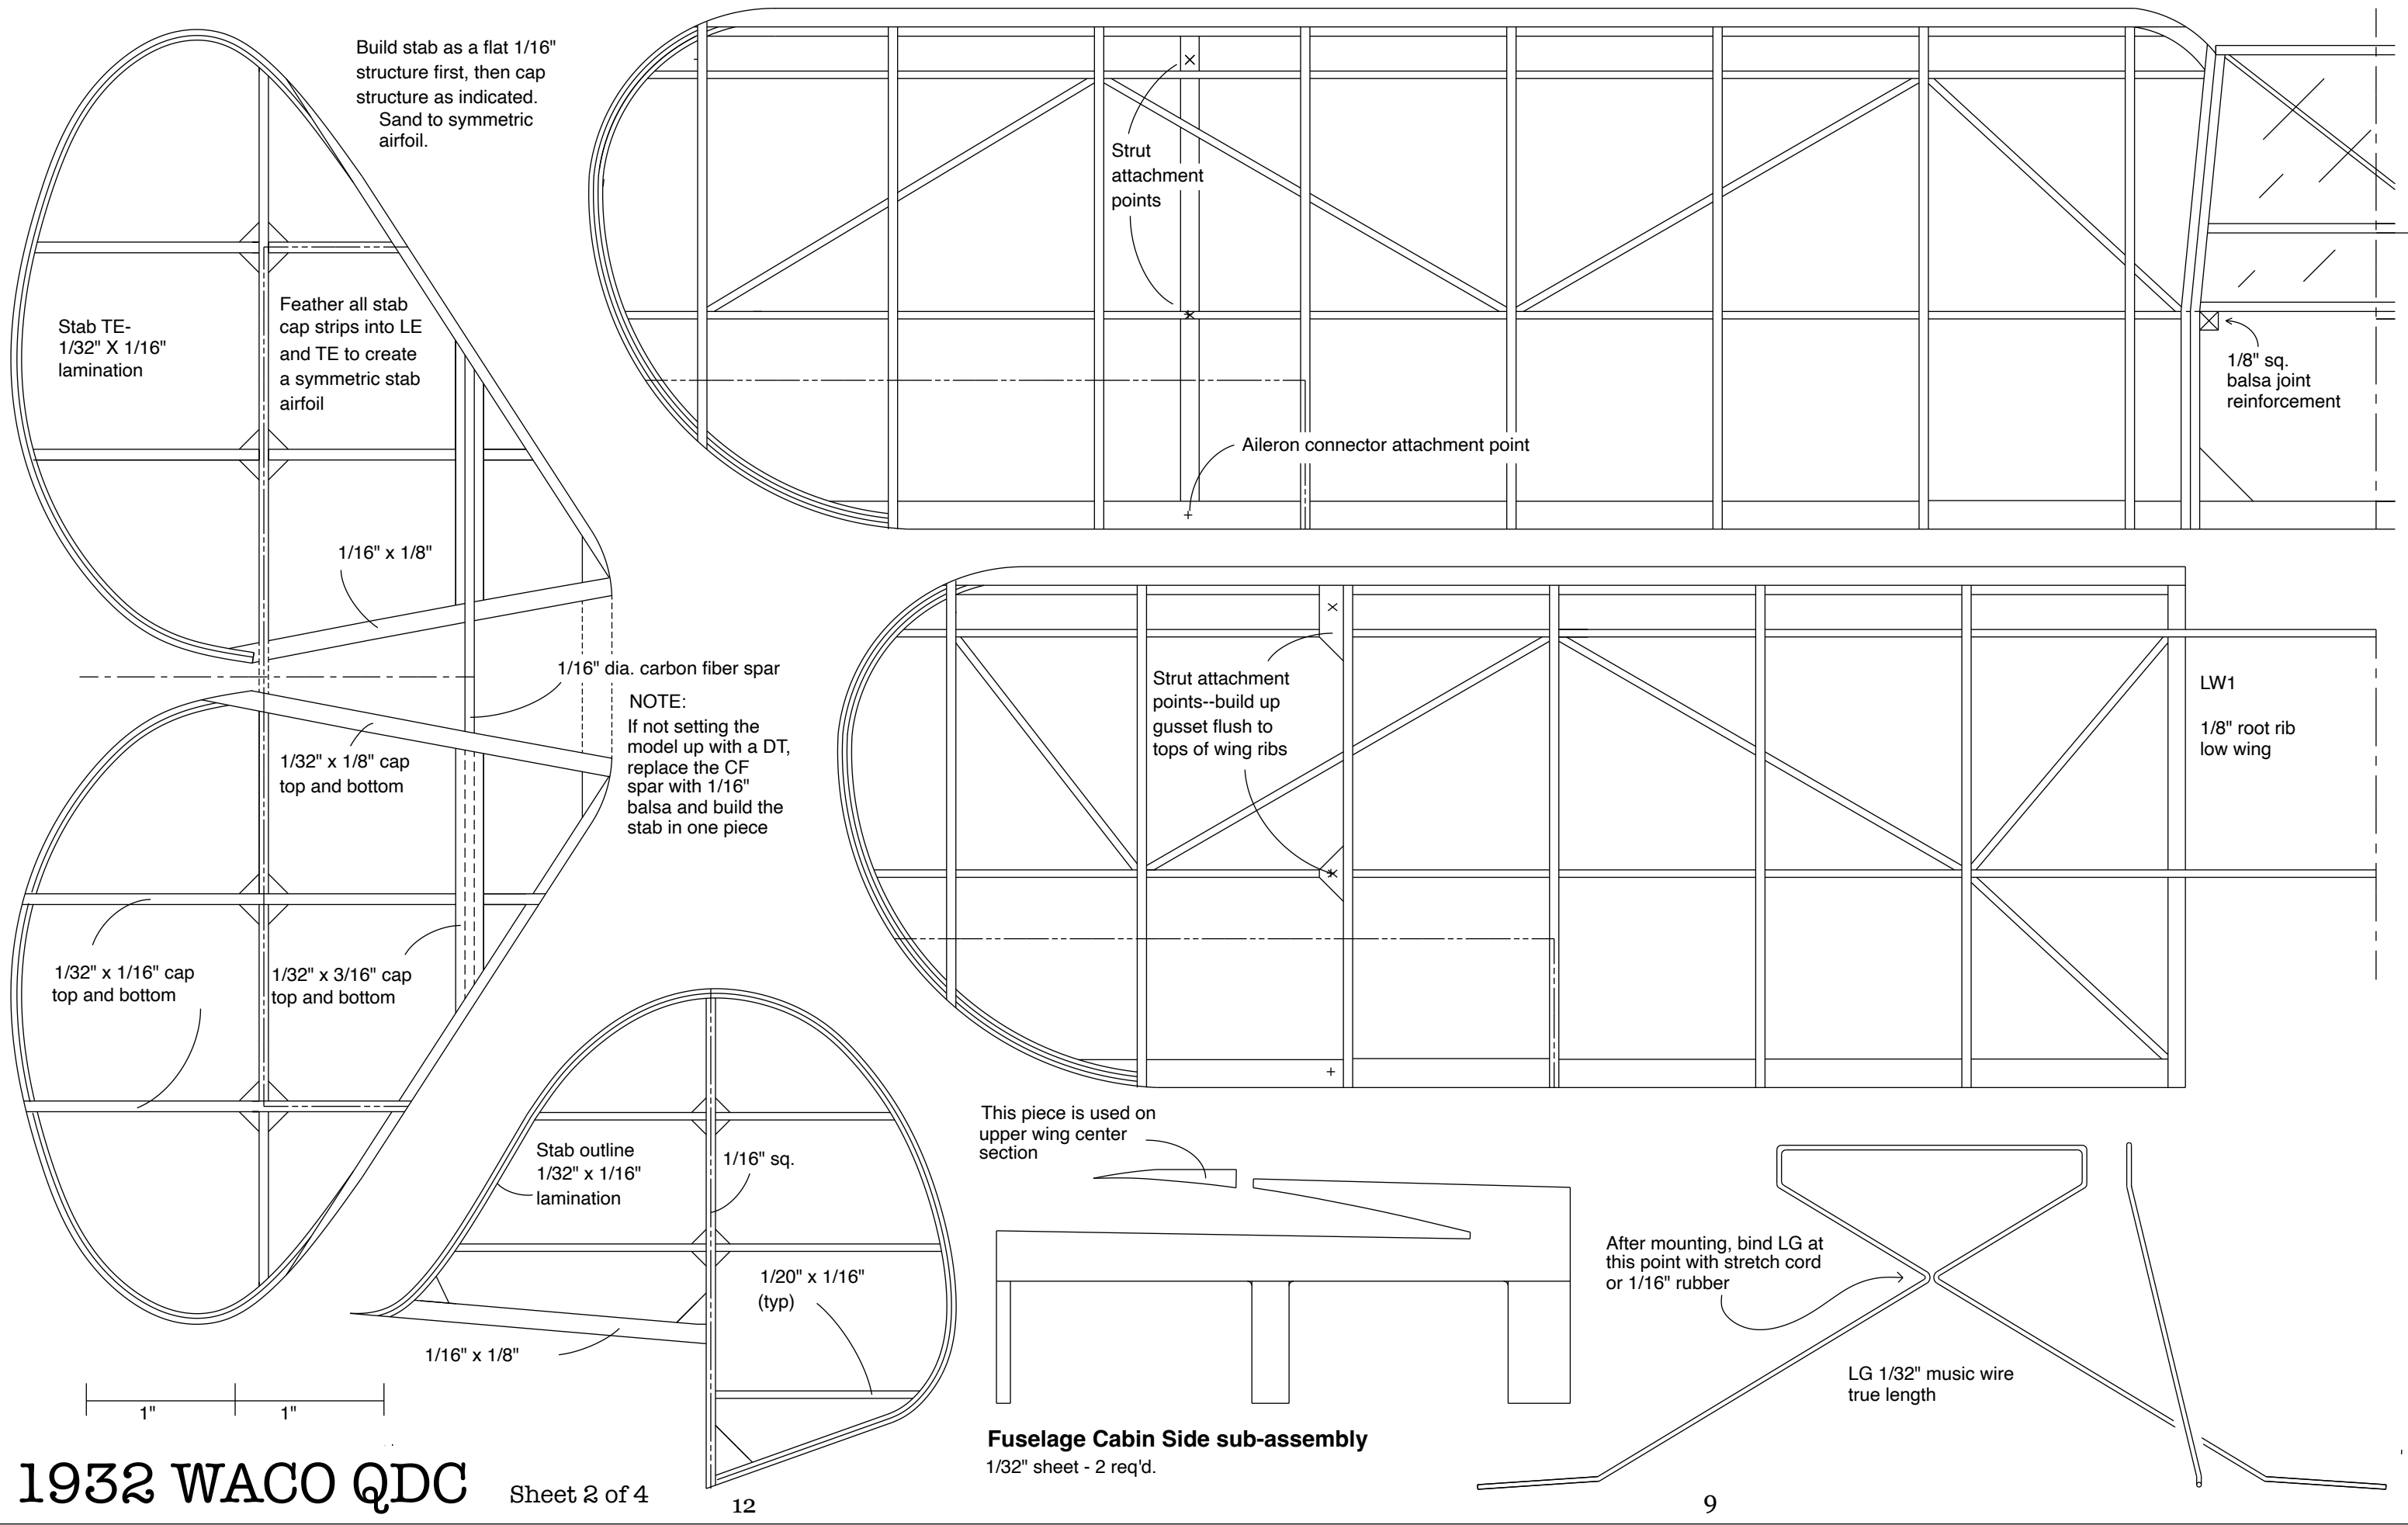 Build stab as a flat 1/16"
structure first, then cap
structure as indicated.
Sand to symmetric
airfoil.
Stab TE-
1/32" X 1/16"
lamination
Feather all stab
cap strips into LE
and TE to create
a symmetric stab
airfoil
1/16" x 1/8"
1/16" dia. carbon fiber spar
NOTE:
If not setting the
model up with a DT,
replace the CF
spar with 1/16"
balsa and build the
stab in one piece
1/32" x 1/8" cap
top and bottom
1/32" x 1/16" cap
top and bottom
1/32" x 3/16" cap
top and bottom
Strut
attachment
points
Aileron connector attachment point
1/8" sq.
balsa joint
reinforcement
Strut attachment
points--build up
gusset flush to
tops of wing ribs
LW1
1/8" root rib
low wing
Stab outline
1/32" x 1/16"
lamination
1/16" sq.
1/20" x 1/16"
(typ)
1/16" x 1/8"
This piece is used on
upper wing center
section
Fuselage Cabin Side sub-assembly
1/32" sheet - 2 req'd.
After mounting, bind LG at
this point with stretch cord
or 1/16" rubber
LG 1/32" music wire
true length
1" 1"
1932 WACO QDC
Sheet 2 of 4
12
9